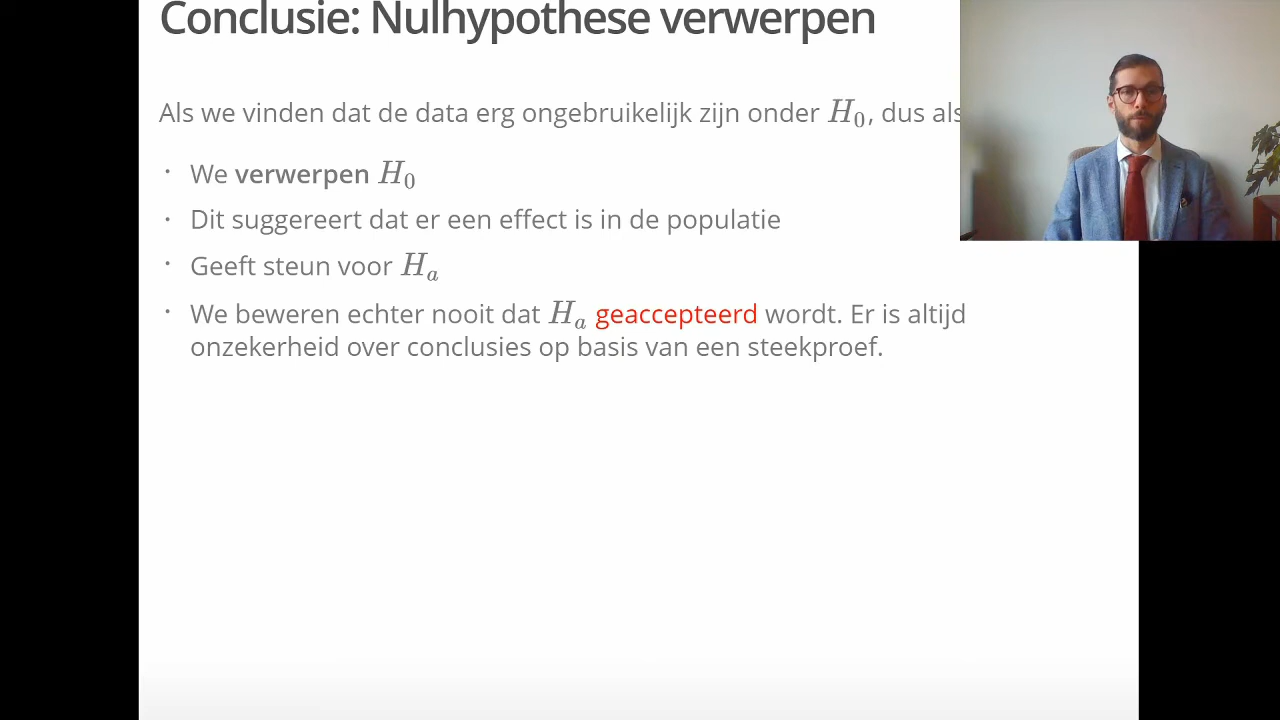 Conclusie: Nulhypothese verwerpen
Als we vinden dat de data erg ongebruikelijk zijn onder H₀, dus als
· We verwerpen H₀
· Dit suggereert dat er een effect is in de populatie
· Geeft steun voor Hₐ
· We beweren echter nooit dat Hₐ geaccepteerd wordt. Er is altijd
onzekerheid over conclusies op basis van een steekproef.